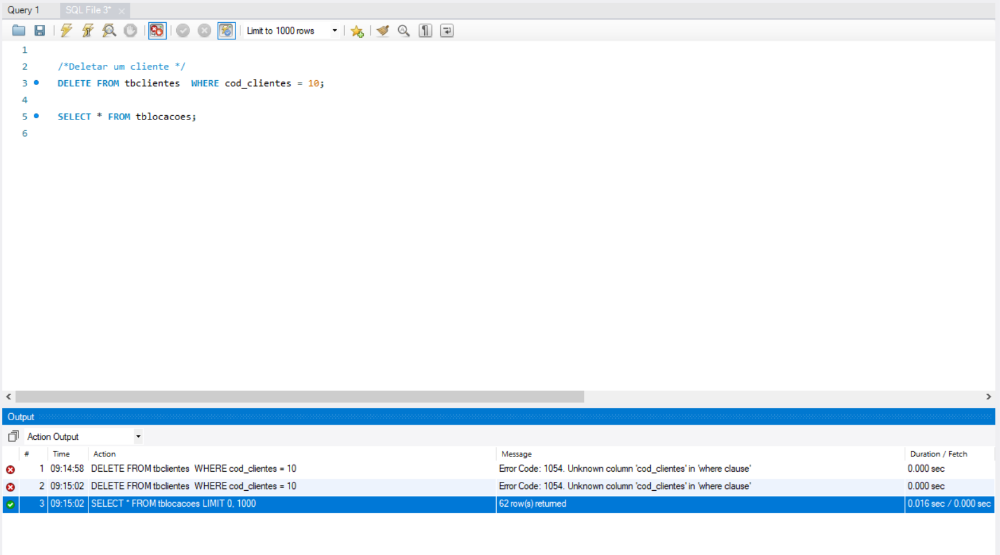 Query 1 SQL File 3*
Limit to 1000 rows
1
2 /*Deletar um cliente */
3 DELETE FROM tbclientes  WHERE cod_clientes = 10;
4
5 SELECT * FROM tblocacoes;
6
Output
Action Output
# Time Action Message Duration / Fetch
1 09:14:58 DELETE FROM tbclientes  WHERE cod_clientes = 10 Error Code: 1054. Unknown column 'cod_clientes' in 'where clause' 0.000 sec
2 09:15:02 DELETE FROM tbclientes  WHERE cod_clientes = 10 Error Code: 1054. Unknown column 'cod_clientes' in 'where clause' 0.000 sec
3 09:15:02 SELECT * FROM tblocacoes LIMIT 0, 1000 62 row(s) returned 0.016 sec / 0.000 sec